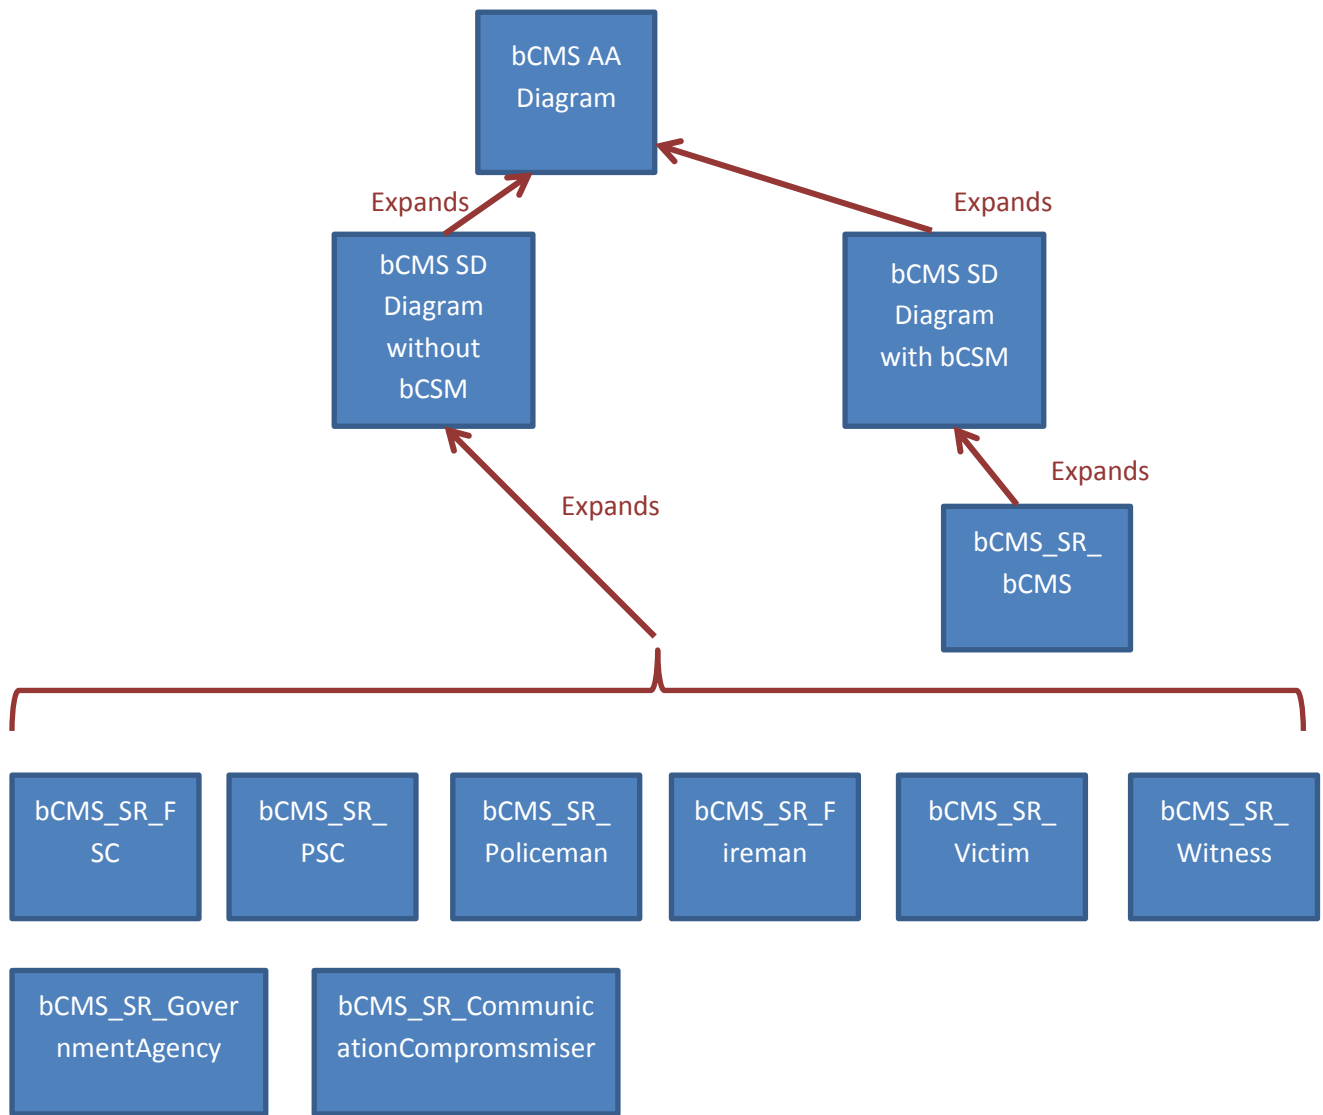 bCMS AA
Diagram
Expands
Expands
bCMS SD
Diagram
without
bCSM
bCMS SD
Diagram
with bCSM
Expands
Expands
bCMS_SR_
bCMS
bCMS_SR_F
SC
bCMS_SR_
PSC
bCMS_SR_
Policeman
bCMS_SR_F
ireman
bCMS_SR_
Victim
bCMS_SR_
Witness
bCMS_SR_Gover
nmentAgency
bCMS_SR_Communic
ationCompromsmiser